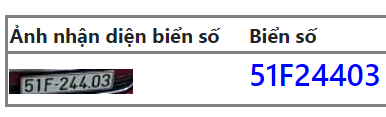 Ảnh nhận diện biển số Biển số
51F-244.03 51F24403